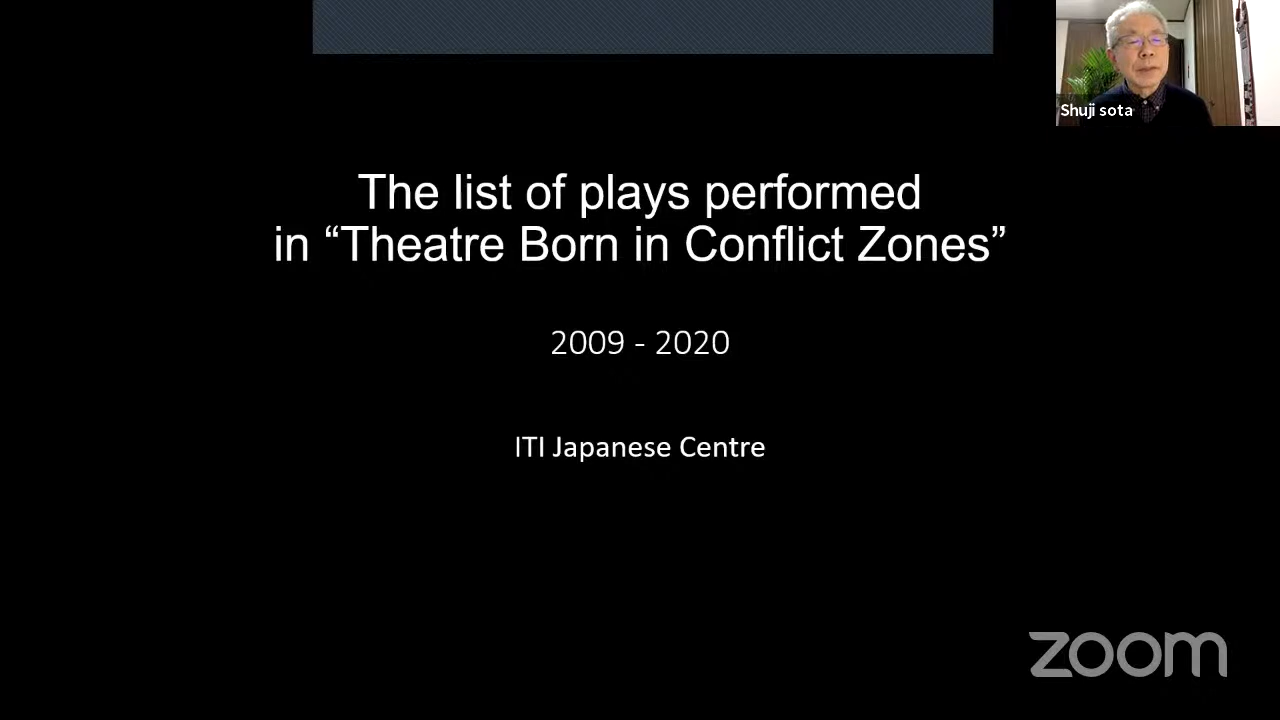 Shuji sota
The list of plays performed
in “Theatre Born in Conflict Zones”
2009 - 2020
ITI Japanese Centre
zoom